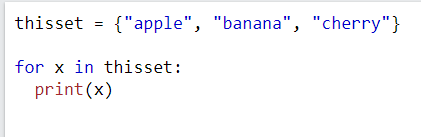 thisset = {"apple", "banana", "cherry"}

for x in thisset:
  print(x)